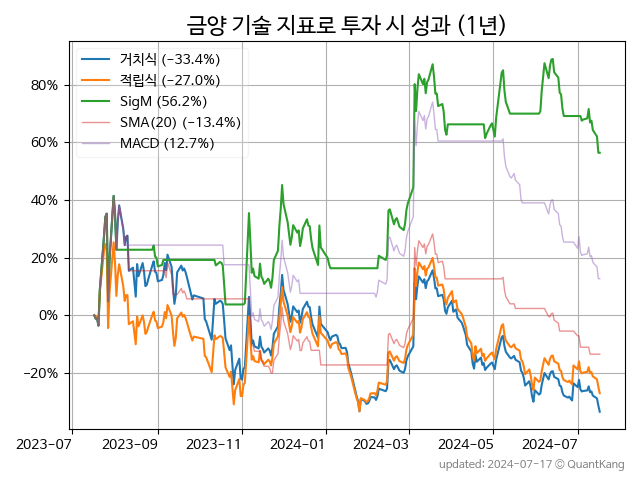 금양 기술 지표로 투자 시 성과 (1년)
거치식 (−33.4%)
적립식 (−27.0%)
SigM (56.2%)
SMA(20) (−13.4%)
MACD (12.7%)
80%
60%
40%
20%
0%
−20%
2023-07 2023-09 2023-11 2024-01 2024-03 2024-05 2024-07
updated: 2024-07-17 © QuantKang